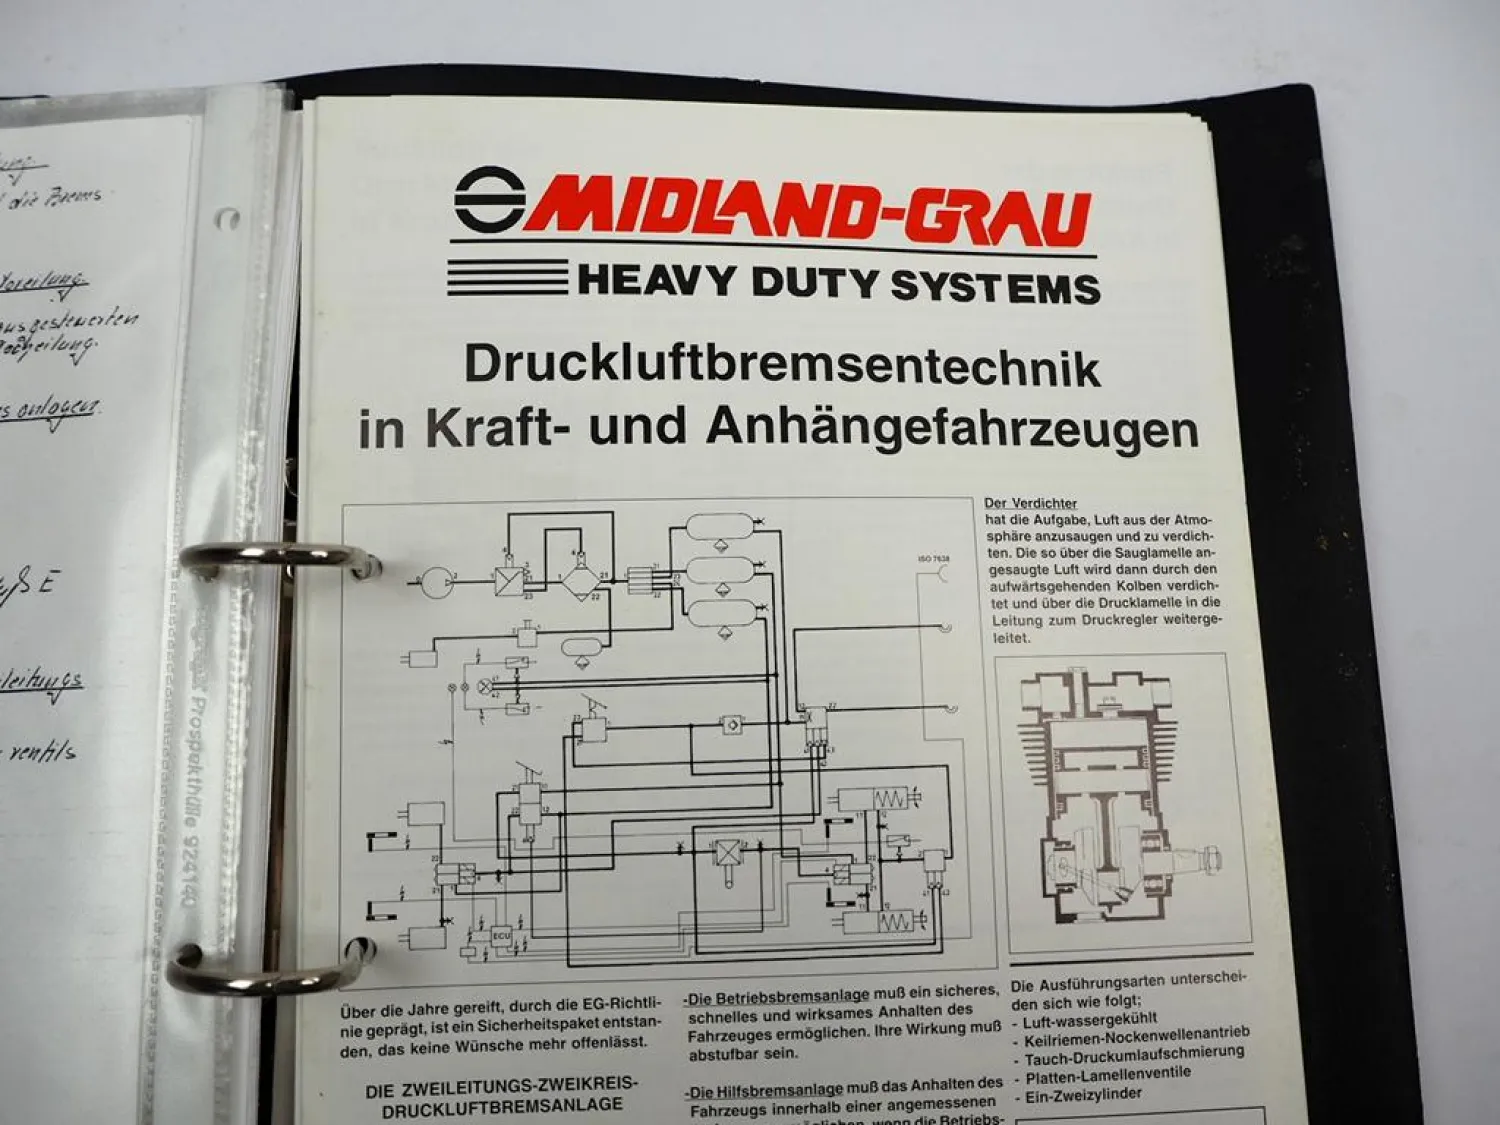 die Brems
ausgesteuerten
anlagen.
E
ventils
Prospekthülle 924140
MIDLAND-GRAU
HEAVY DUTY SYSTEMS
Druckluftbremsentechnik
in Kraft- und Anhängefahrzeugen
ISO 7638
ECU
Der Verdichter
hat die Aufgabe, Luft aus der Atmo-
sphäre anzusaugen und zu verdich-
ten. Die so über die Sauglamelle an-
gesaugte Luft wird dann durch den
aufwärtsgehenden Kolben verdich-
tet und über die Drucklamelle in die
Leitung zum Druckregler weiterge-
leitet.
Über die Jahre gereift, durch die EG-Richtli-
nie geprägt, ist ein Sicherheitspaket entstan-
den, das keine Wünsche mehr offenlässt.
DIE ZWEILEITUNGS-ZWEIKREIS-
DRUCKLUFTBREMSANLAGE
-Die Betriebsbremsanlage muß ein sicheres,
schnelles und wirksames Anhalten des
Fahrzeuges ermöglichen. Ihre Wirkung muß
abstufbar sein.
-Die Hilfsbremsanlage muß das Anhalten des
Fahrzeugs innerhalb einer angemessenen
ermöglichen, wenn die Betriebs-
Die Ausführungsarten unterschei-
den sich wie folgt;
- Luft-wassergekühlt
- Keilriemen-Nockenwellenantrieb
- Tauch-Druckumlaufschmierung
- Platten-Lamellenventile
- Ein-Zweizylinder